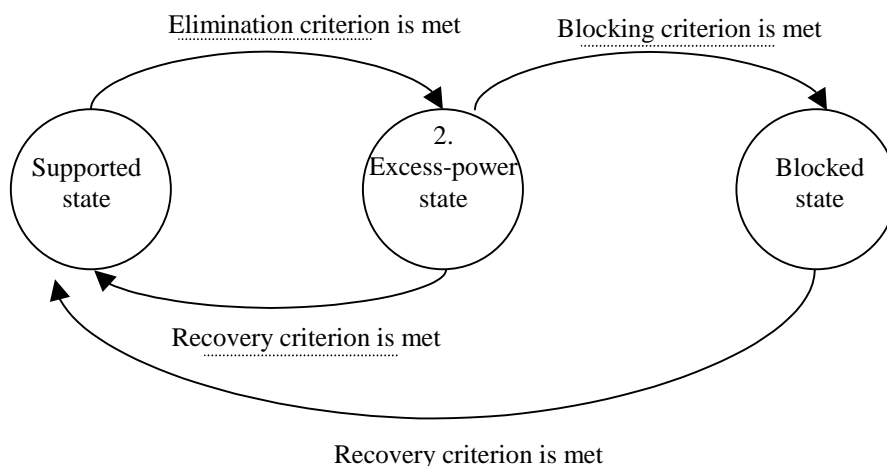 Elimination criterion is met
Blocking criterion is met
Supported
state
2.
Excess-power
state
Blocked
state
Recovery criterion is met
Recovery criterion is met